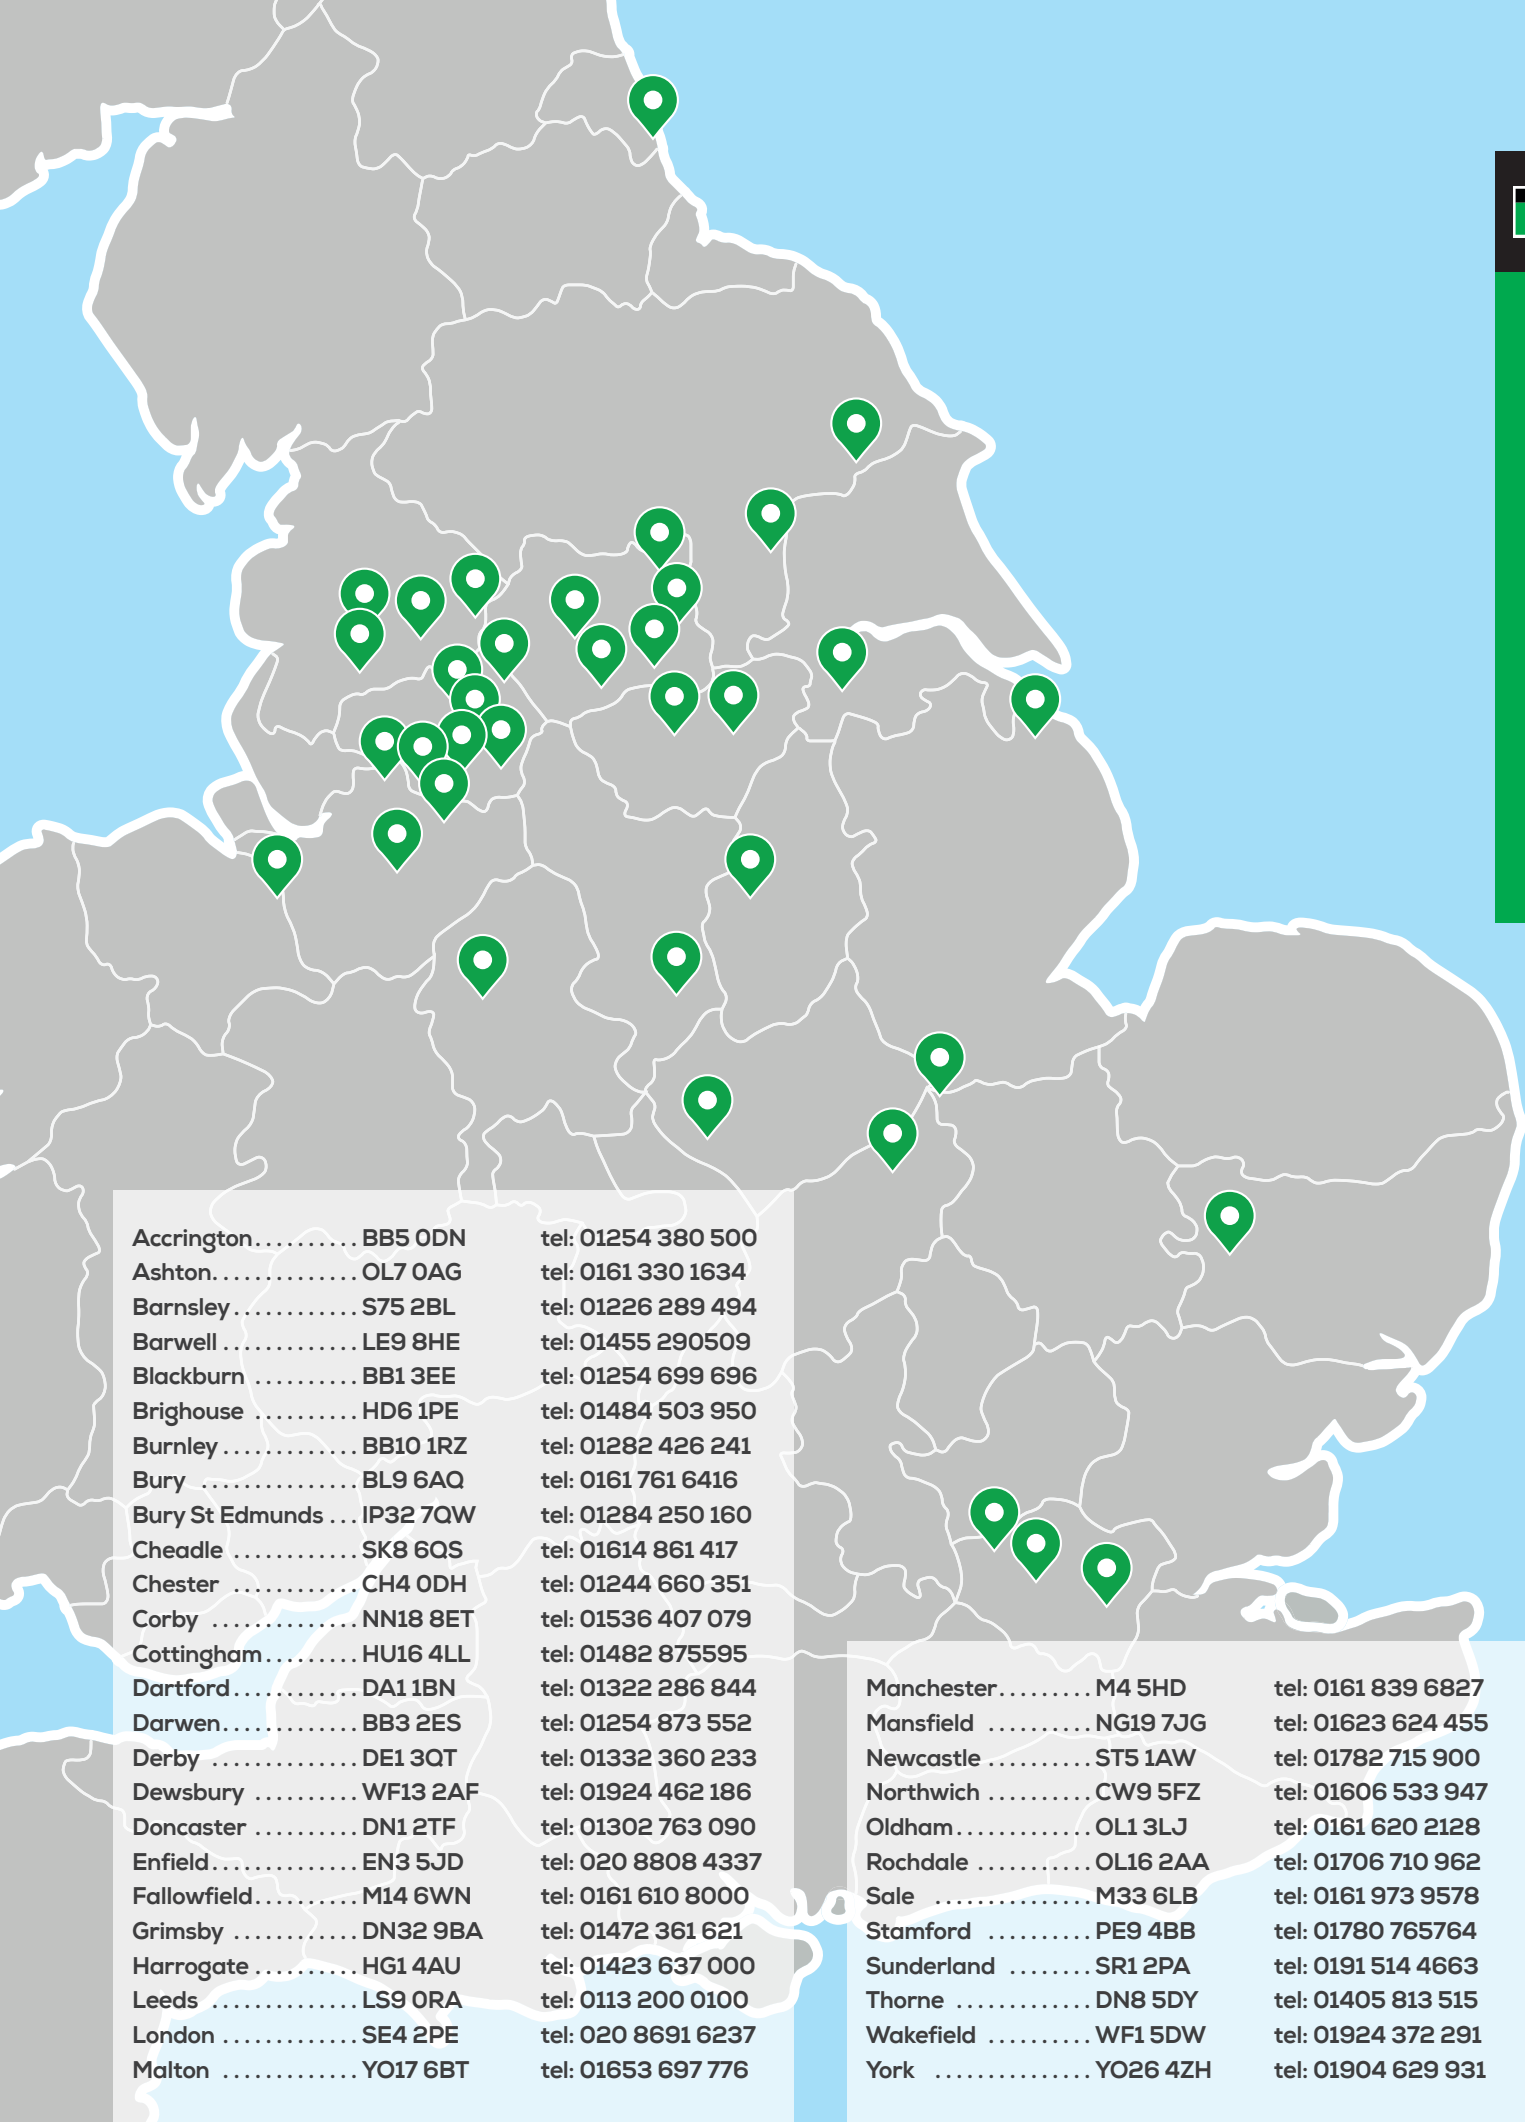 Accrington.......... BB5 0DN tel: 01254 380 500
Ashton............. OL7 0AG tel: 0161 330 1634
Barnsley ............ S75 2BL tel: 01226 289 494
Barwell ............. LE9 8HE tel: 01455 290509
Blackburn .......... BB1 3EE tel: 01254 699 696
Brighouse .......... HD6 1PE tel: 01484 503 950
Burnley ............. BB10 1RZ tel: 01282 426 241
Bury ............... BL9 6AQ tel: 0161 761 6416
Bury St Edmunds ... IP32 7QW tel: 01284 250 160
Cheadle ............ SK8 6QS tel: 01614 861 417
Chester ............ CH4 0DH tel: 01244 660 351
Corby .............. NN18 8ET tel: 01536 407 079
Cottingham......... HU16 4LL tel: 01482 875595
Dartford............ DA1 1BN tel: 01322 286 844
Darwen............. BB3 2ES tel: 01254 873 552
Derby .............. DE1 3QT tel: 01332 360 233
Dewsbury .......... WF13 2AF tel: 01924 462 186
Doncaster .......... DN1 2TF tel: 01302 763 090
Enfield.............. EN3 5JD tel: 020 8808 4337
Fallowfield.......... M14 6WN tel: 0161 610 8000
Grimsby ............ DN32 9BA tel: 01472 361 621
Harrogate .......... HG1 4AU tel: 01423 637 000
Leeds .............. LS9 0RA tel: 0113 200 0100
London ............. SE4 2PE tel: 020 8691 6237
Malton ............. YO17 6BT tel: 01653 697 776
Manchester......... M4 5HD tel: 0161 839 6827
Mansfield .......... NG19 7JG tel: 01623 624 455
Newcastle ........... ST5 1AW tel: 01782 715 900
Northwich .......... CW9 5FZ tel: 01606 533 947
Oldham............. OL1 3LJ tel: 0161 620 2128
Rochdale ........... OL16 2AA tel: 01706 710 962
Sale ............... M33 6LB tel: 0161 973 9578
Stamford .......... PE9 4BB tel: 01780 765764
Sunderland ........ SR1 2PA tel: 0191 514 4663
Thorne ............. DN8 5DY tel: 01405 813 515
Wakefield .......... WF1 5DW tel: 01924 372 291
York ............... YO26 4ZH tel: 01904 629 931